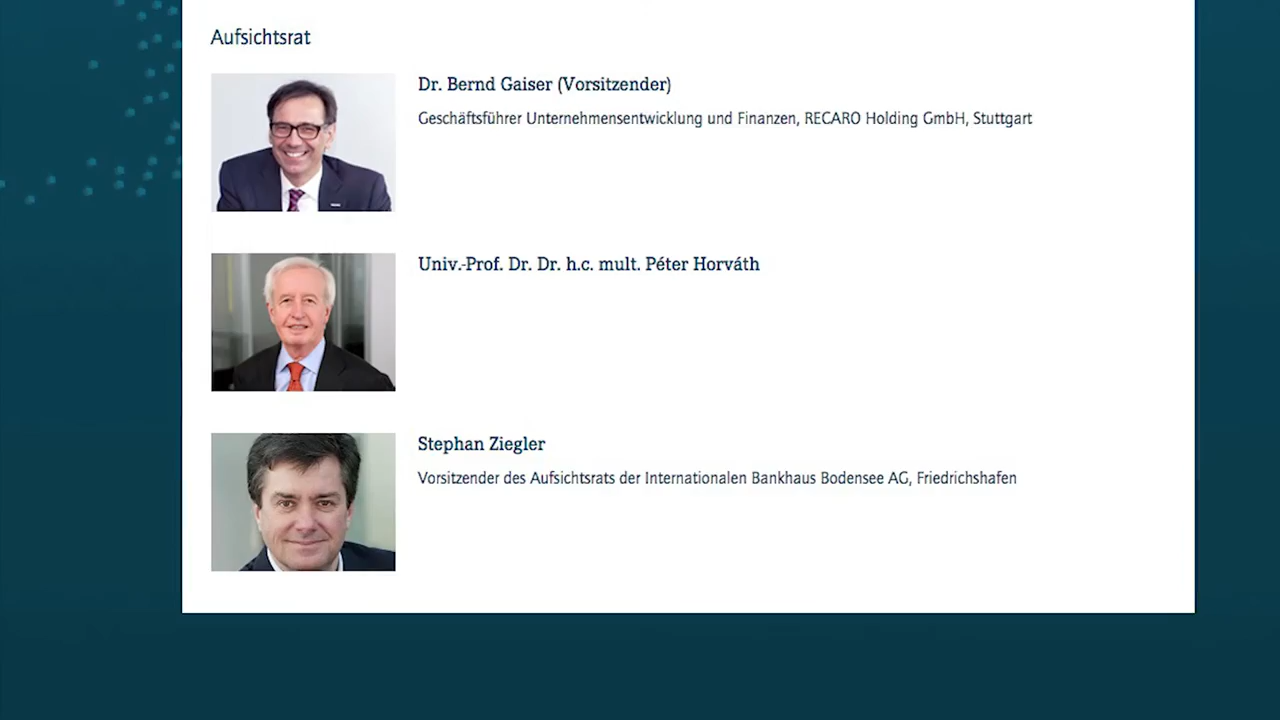 Aufsichtsrat
Dr. Bernd Gaiser (Vorsitzender)
Geschäftsführer Unternehmensentwicklung und Finanzen, RECARO Holding GmbH, Stuttgart
Univ.-Prof. Dr. Dr. h.c. mult. Péter Horváth
Stephan Ziegler
Vorsitzender des Aufsichtsrats der Internationalen Bankhaus Bodensee AG, Friedrichshafen